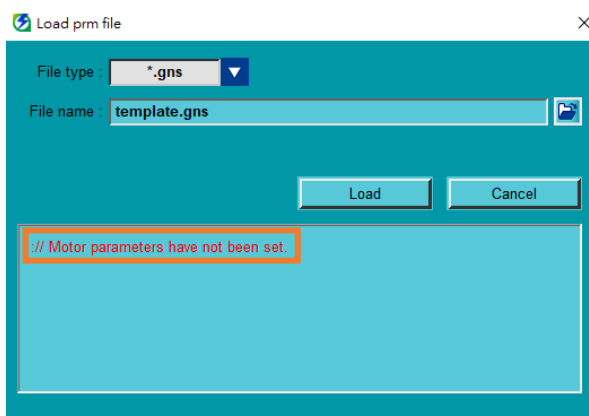 Load prm file
File type : *.gns
File name : template.gns
Load Cancel
:// Motor parameters have not been set.